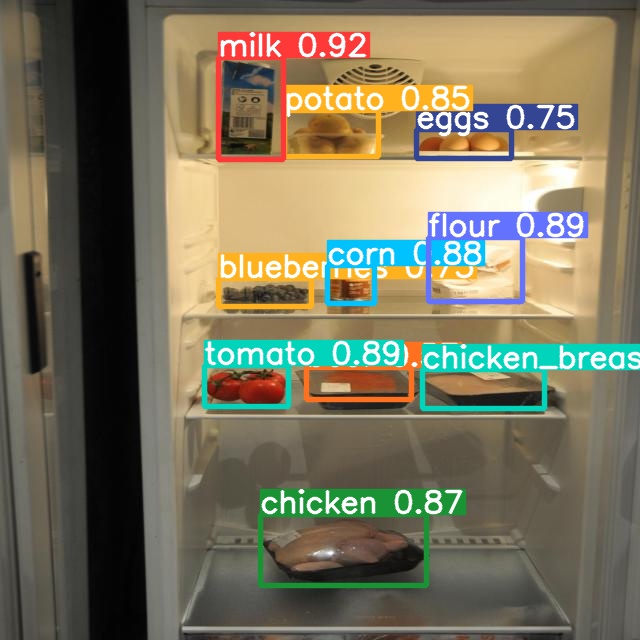 milk 0.92
potato 0.85
eggs 0.75
flour 0.89
corn 0.88
blueberries 0.75
tomato 0.89
chicken_breas
chicken 0.87